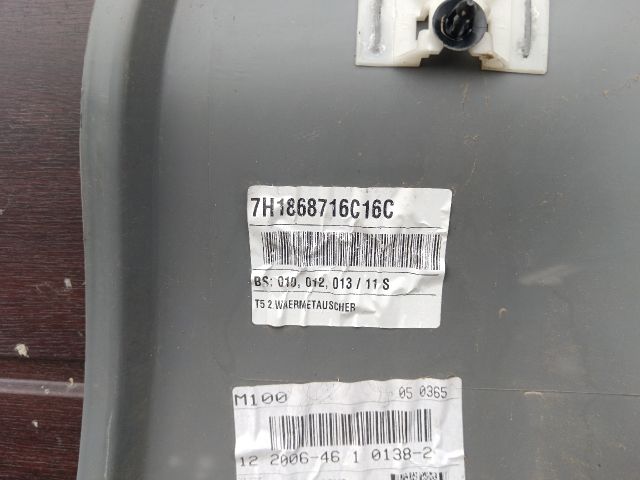 7H1868716C16C
BS: 010, 012, 013 / 11 S
T5 2.WAERMETAUSCHER
M100 05 0365
12 2006-46 1 0138-2